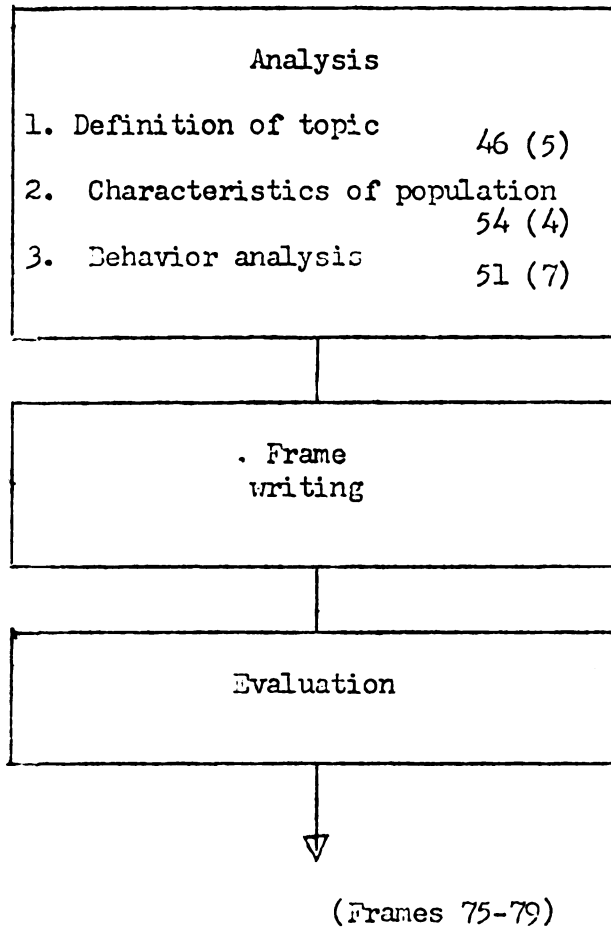 Analysis
1. Definition of topic
46 (5)
2. Characteristics of population
54 (4)
3. Behavior analysis
51 (7)
. Frame
writing
Evaluation
(Frames 75-79)